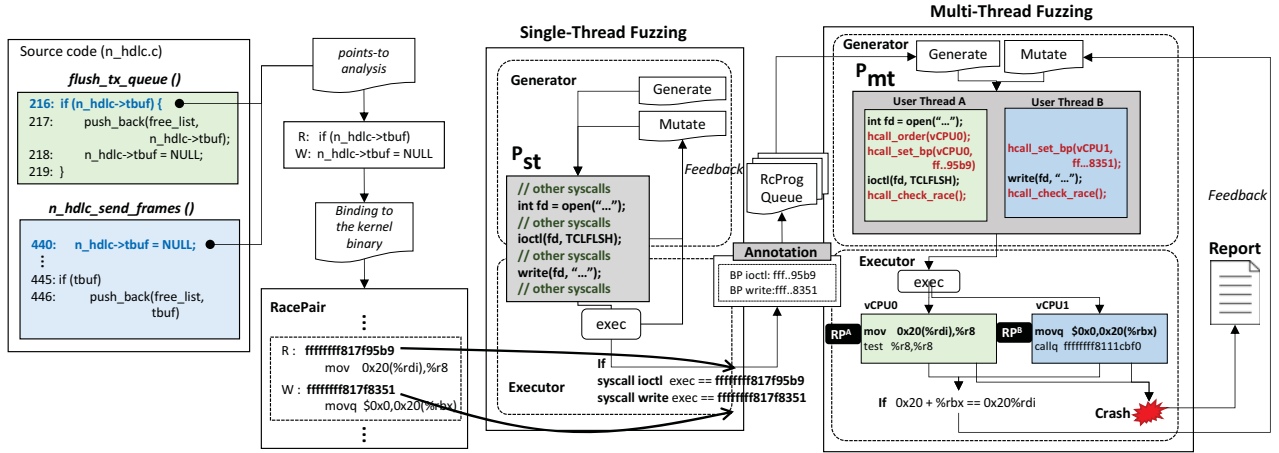 Source code (n_hdlc.c)
flush_tx_queue ()
216: if (n_hdlc->tbuf) {
217: push_back(free_list,
n_hdlc->tbuf);
218: n_hdlc->tbuf = NULL;
219: }
n_hdlc_send_frames ()
440: n_hdlc->tbuf = NULL;
⋮
445: if (tbuf)
446: push_back(free_list,
tbuf)
points-to
analysis
R: if (n_hdlc->tbuf)
W: n_hdlc->tbuf = NULL
Binding to
the kernel
binary
RacePair
⋮
R : ffffffff817f95b9
mov 0x20(%rdi),%r8
W : ffffffff817f8351
movq $0x0,0x20(%rbx)
⋮
Single-Thread Fuzzing
Generator
Generate
Mutate
Pst
// other syscalls
int fd = open("…");
// other syscalls
ioctl(fd, TCLFLSH);
// other syscalls
write(fd, "…");
// other syscalls
Feedback
exec
Executor
If
syscall ioctl exec == ffffffff817f95b9
syscall write exec == ffffffff817f8351
RcProg
Queue
Annotation
BP ioctl: fff..95b9
BP write:fff..8351
Multi-Thread Fuzzing
Generator
Generate
Mutate
Pmt
User Thread A
int fd = open("…");
hcall_order(vCPU0);
hcall_set_bp(vCPU0,
ff..95b9)
ioctl(fd, TCLFLSH);
hcall_check_race();
User Thread B
hcall_set_bp(vCPU1,
ff...8351);
write(fd, "…");
hcall_check_race();
Executor
exec
vCPU0
RPA
mov 0x20(%rdi),%r8
test %r8,%r8
vCPU1
RPB
movq $0x0,0x20(%rbx)
callq ffffffff8111cbf0
If 0x20 + %rbx == 0x20%rdi
Crash
Feedback
Report